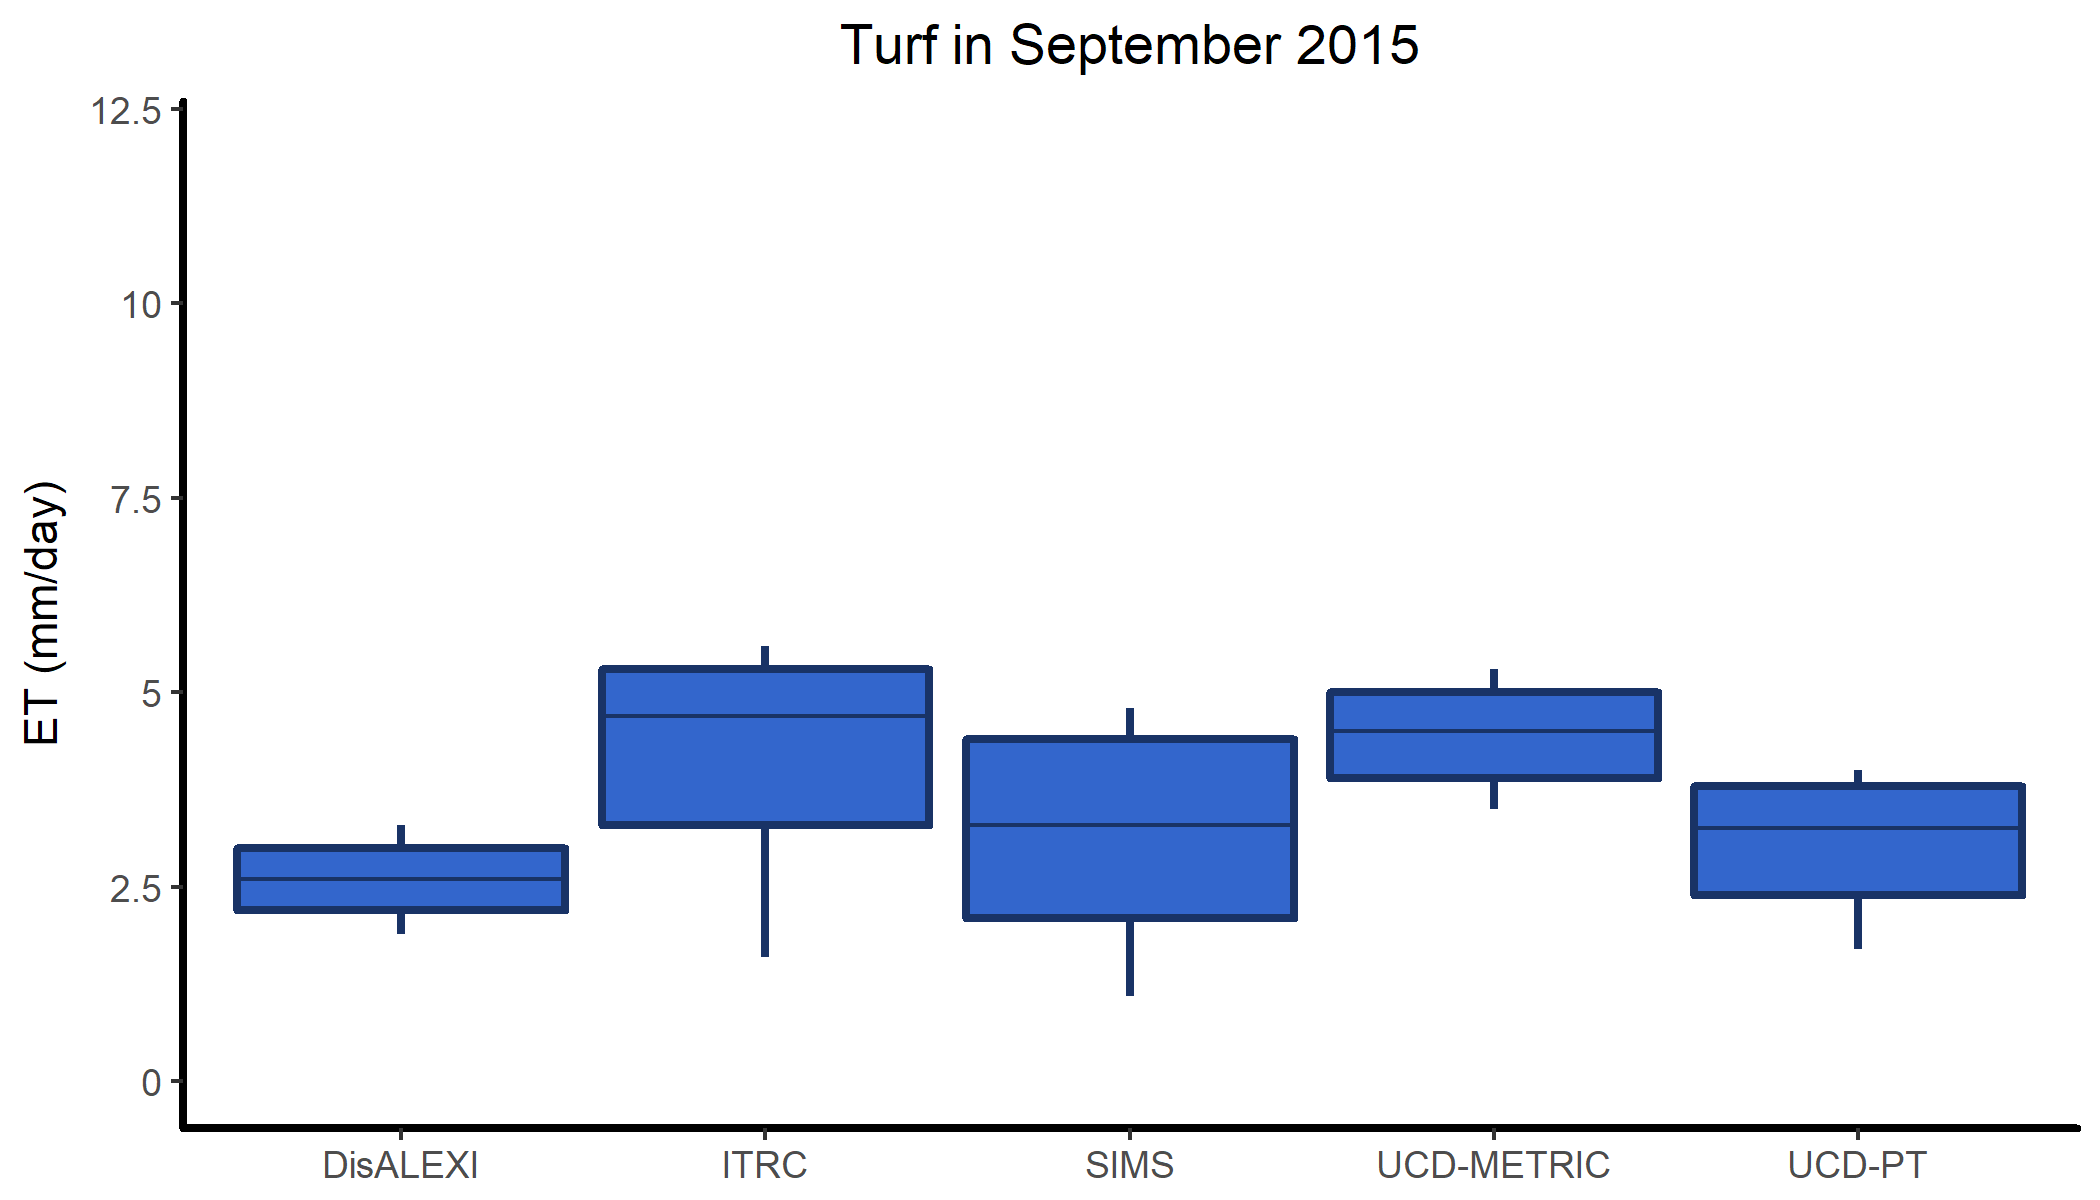 Turf in September 2015
ET (mm/day)
12.5
10
7.5
5
2.5
0
DisALEXI
ITRC
SIMS
UCD-METRIC
UCD-PT